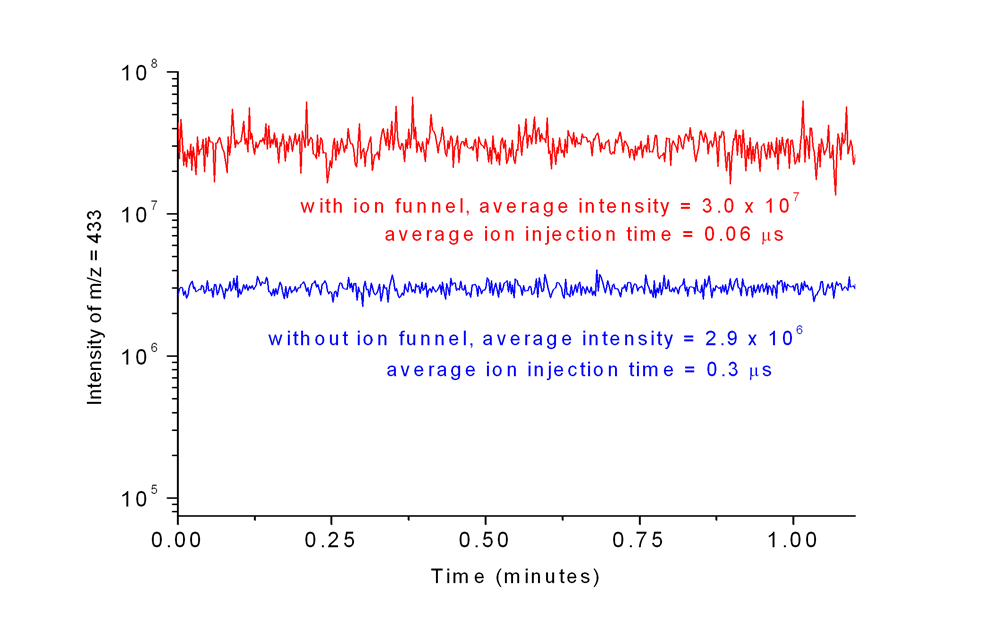 10⁸
with ion funnel, average intensity = 3.0 x 10⁷
average ion injection time = 0.06 μs
10⁷
without ion funnel, average intensity = 2.9 x 10⁶
average ion injection time = 0.3 μs
10⁶
10⁵
Intensity of m/z = 433
0.00 0.25 0.50 0.75 1.00
Time (minutes)